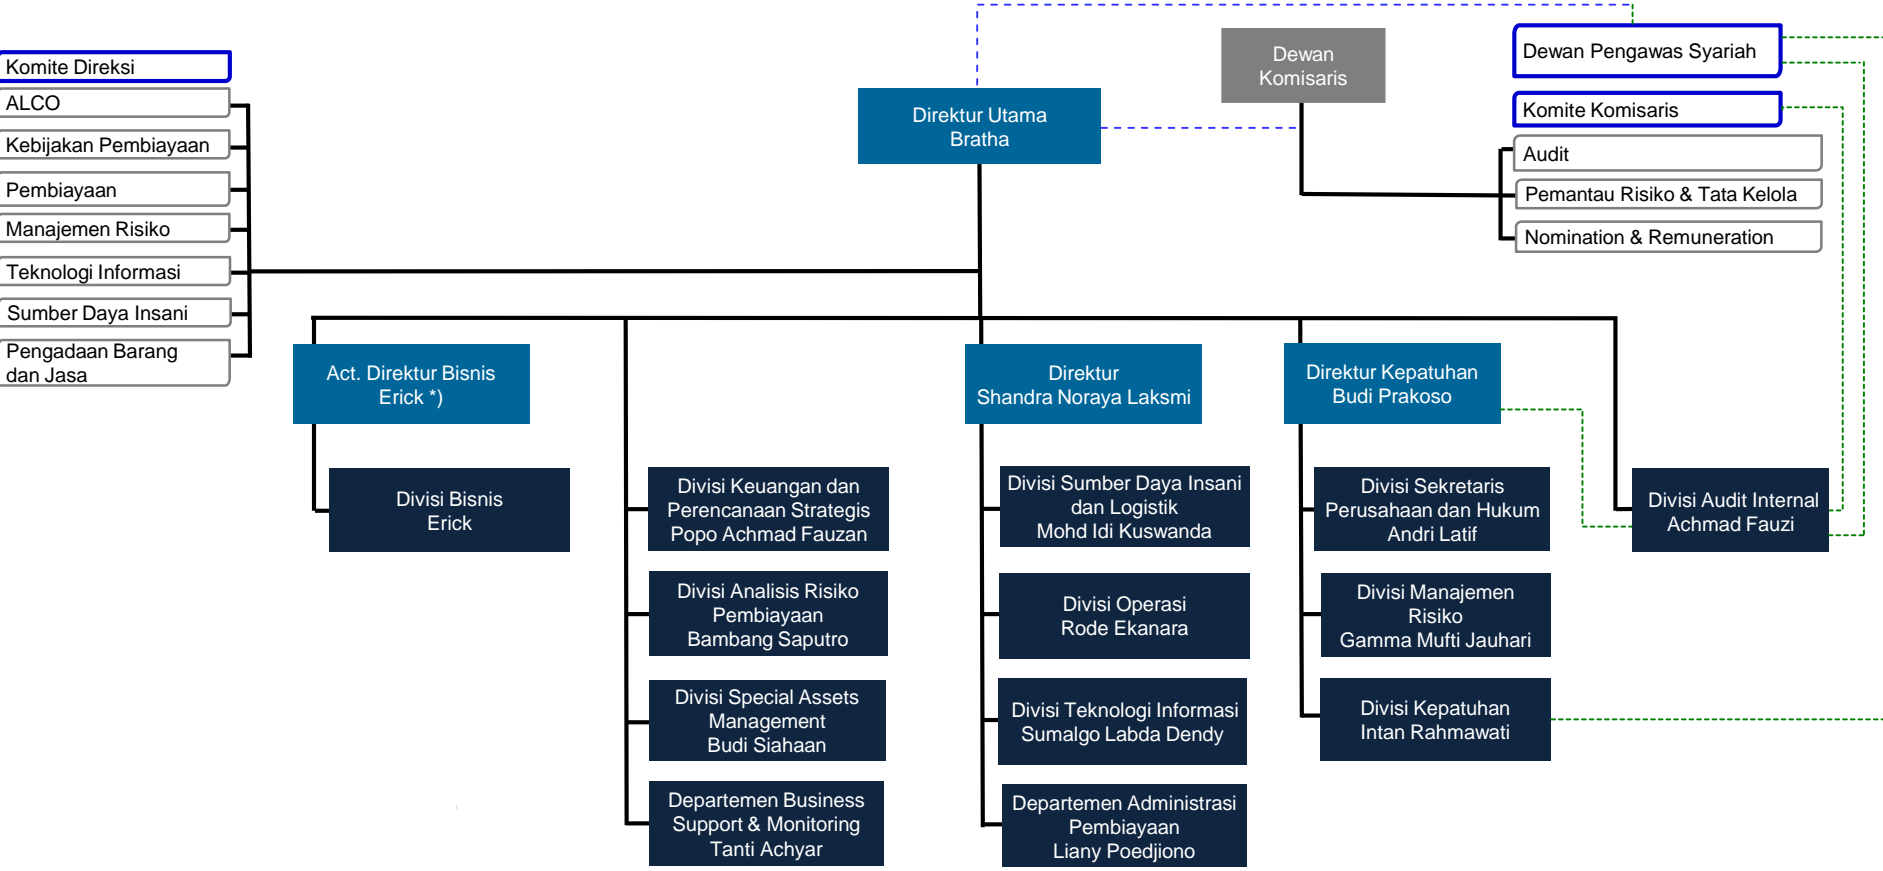 Komite Direksi
ALCO
Kebijakan Pembiayaan
Pembiayaan
Manajemen Risiko
Teknologi Informasi
Sumber Daya Insani
Pengadaan Barang
dan Jasa
Direktur Utama
Bratha
Dewan
Komisaris
Dewan Pengawas Syariah
Komite Komisaris
Audit
Pemantau Risiko & Tata Kelola
Nomination & Remuneration
Act. Direktur Bisnis
Erick *)
Direktur
Shandra Noraya Laksmi
Direktur Kepatuhan
Budi Prakoso
Divisi Bisnis
Erick
Divisi Keuangan dan
Perencanaan Strategis
Popo Achmad Fauzan
Divisi Analisis Risiko
Pembiayaan
Bambang Saputro
Divisi Special Assets
Management
Budi Siahaan
Departemen Business
Support & Monitoring
Tanti Achyar
Divisi Sumber Daya Insani
dan Logistik
Mohd Idi Kuswanda
Divisi Operasi
Rode Ekanara
Divisi Teknologi Informasi
Sumalgo Labda Dendy
Departemen Administrasi
Pembiayaan
Liany Poedjiono
Divisi Sekretaris
Perusahaan dan Hukum
Andri Latif
Divisi Manajemen
Risiko
Gamma Mufti Jauhari
Divisi Kepatuhan
Intan Rahmawati
Divisi Audit Internal
Achmad Fauzi